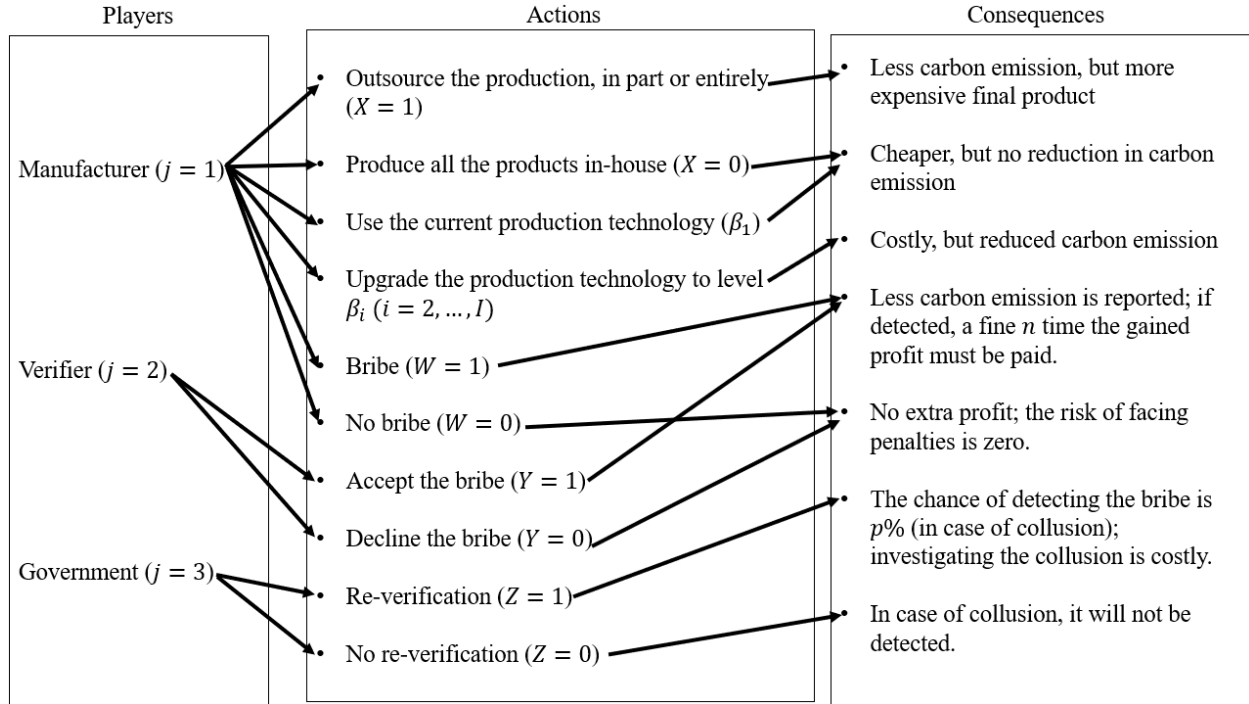 Players
Actions
Consequences
Manufacturer (𝑗 = 1)
Verifier (𝑗 = 2)
Government (𝑗 = 3)
• Outsource the production, in part or entirely
(𝑋 = 1)
• Produce all the products in-house (𝑋 = 0)
• Use the current production technology (𝛽₁)
• Upgrade the production technology to level
𝛽ᵢ (𝑖 = 2, … , 𝐼)
• Bribe (𝑊 = 1)
• No bribe (𝑊 = 0)
• Accept the bribe (𝑌 = 1)
• Decline the bribe (𝑌 = 0)
• Re-verification (𝑍 = 1)
• No re-verification (𝑍 = 0)
• Less carbon emission, but more
expensive final product
• Cheaper, but no reduction in carbon
emission
• Costly, but reduced carbon emission
• Less carbon emission is reported; if
detected, a fine 𝑛 time the gained
profit must be paid.
• No extra profit; the risk of facing
penalties is zero.
• The chance of detecting the bribe is
𝑝% (in case of collusion);
investigating the collusion is costly.
• In case of collusion, it will not be
detected.